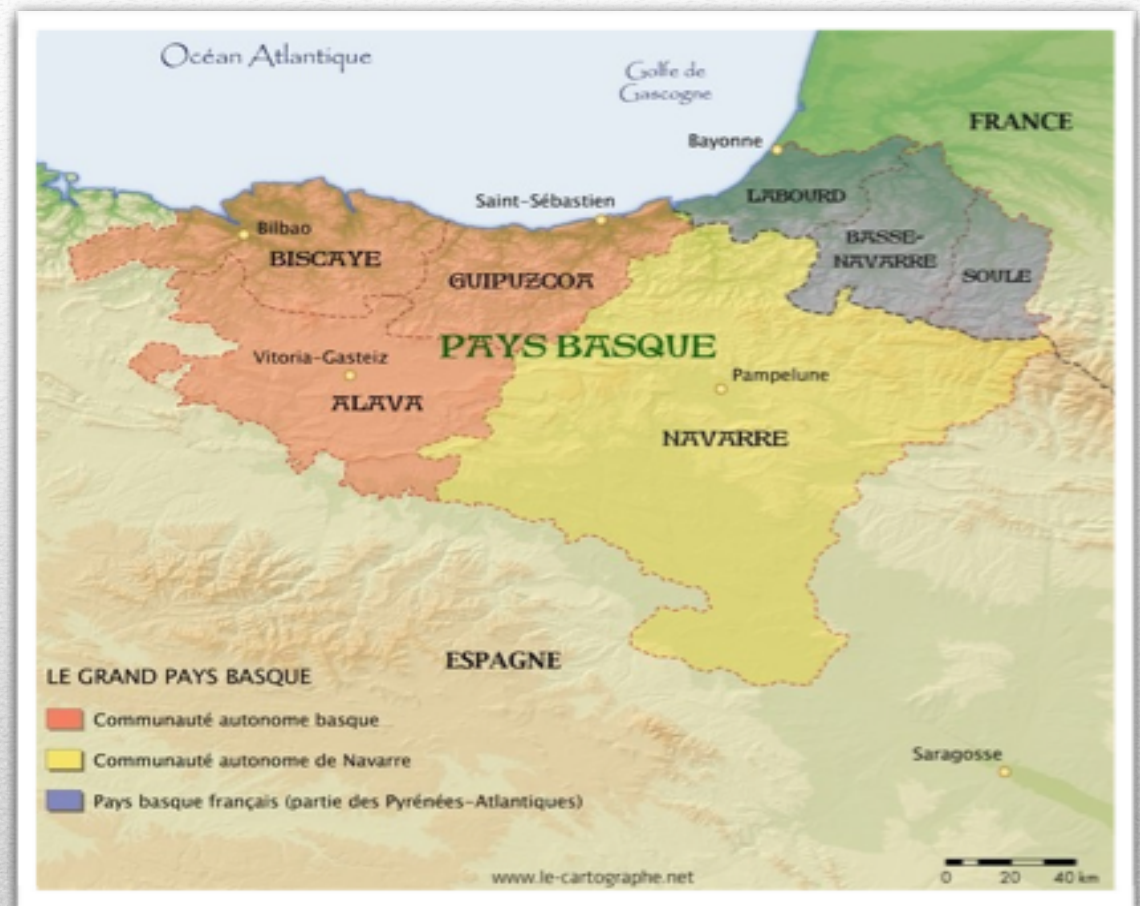 Océan Atlantique
Golfe de
Gascogne
FRANCE
Bayonne
LABOURD
Saint-Sébastien
Bilbao
BISCAYE
BASSE-
NAVARRE
SOULE
GUIPUZCOA
PAYS BASQUE
Vitoria-Gasteiz
Pampelune
ALAVA
NAVARRE
ESPAGNE
LE GRAND PAYS BASQUE
Communauté autonome basque
Communauté autonome de Navarre
Pays basque français (partie des Pyrénées-Atlantiques)
Saragosse
www.le-cartographe.net
0 20 40 km